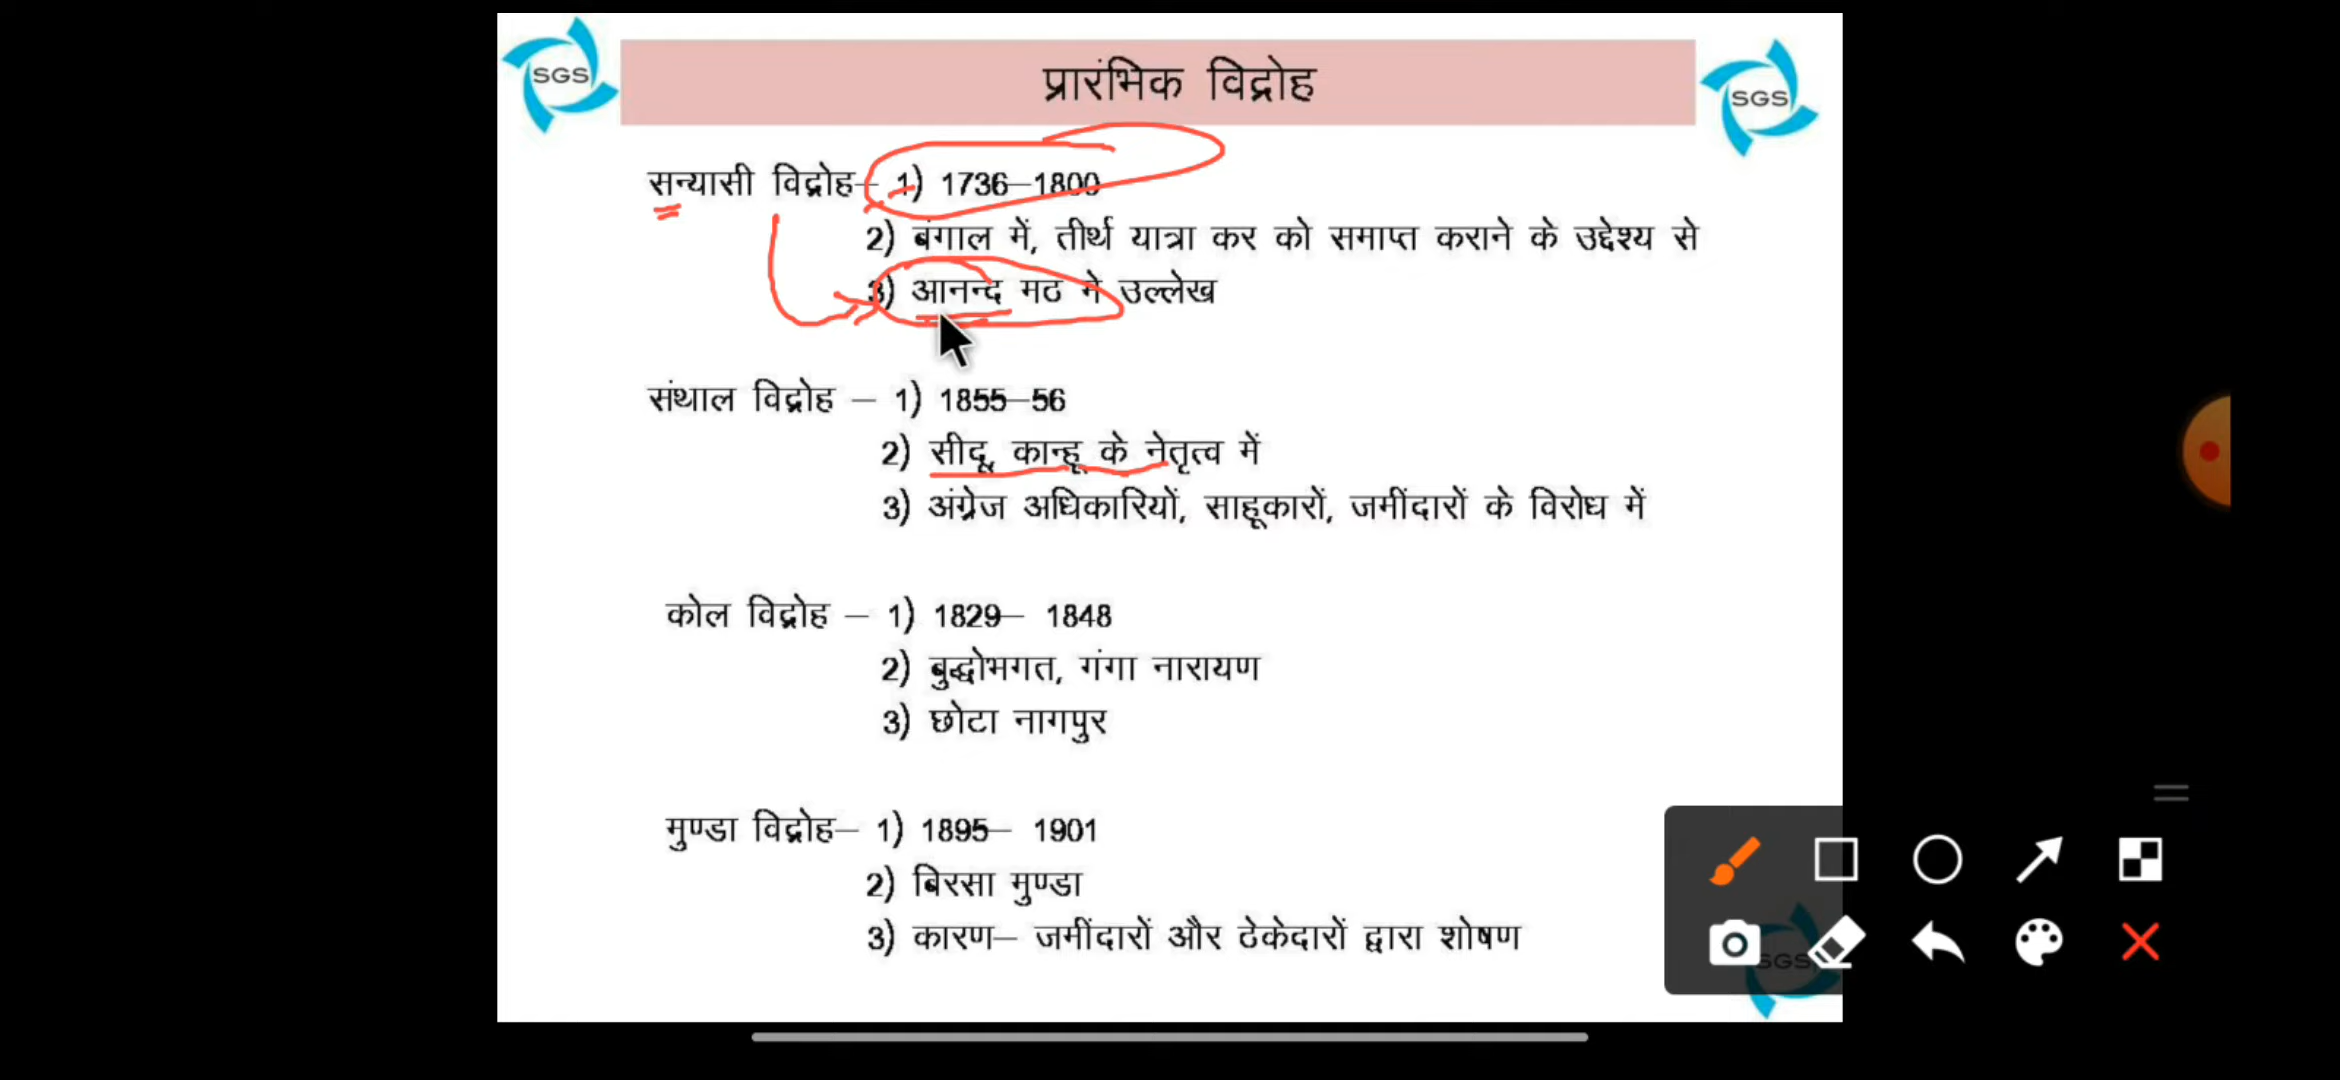 SGS
प्रारंभिक विद्रोह
SGS
सन्यासी विद्रोह– 1) 1736–1800
2) बंगाल में, तीर्थ यात्रा कर को समाप्त कराने के उद्देश्य से
3) आनन्द मठ मे उल्लेख
संथाल विद्रोह – 1) 1855–56
2) सीदू, कान्हू के नेतृत्व में
3) अंग्रेज अधिकारियों, साहूकारों, जमींदारों के विरोध में
कोल विद्रोह – 1) 1829– 1848
2) बुद्धोभगत, गंगा नारायण
3) छोटा नागपुर
मुण्डा विद्रोह– 1) 1895– 1901
2) बिरसा मुण्डा
3) कारण– जमींदारों और ठेकेदारों द्वारा शोषण
SGS